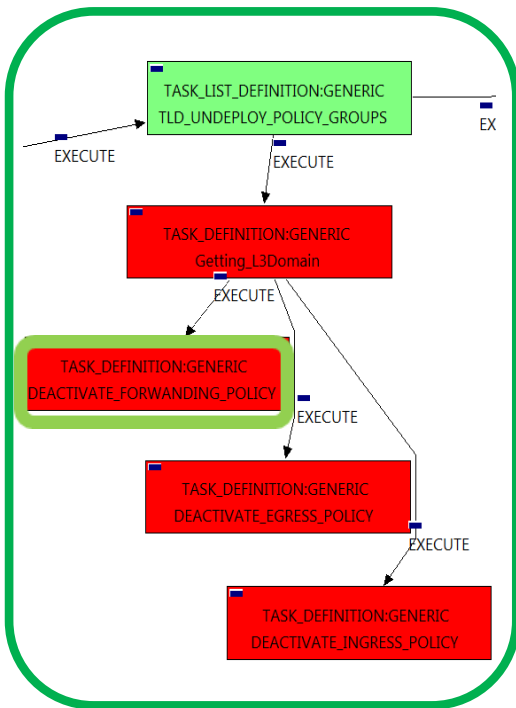 TASK_LIST_DEFINITION:GENERIC
TLD_UNDEPLOY_POLICY_GROUPS
EX
EXECUTE
EXECUTE
TASK_DEFINITION:GENERIC
Getting_L3Domain
EXECUTE
TASK_DEFINITION:GENERIC
DEACTIVATE_FORWANDING_POLICY
EXECUTE
TASK_DEFINITION:GENERIC
DEACTIVATE_EGRESS_POLICY
EXECUTE
TASK_DEFINITION:GENERIC
DEACTIVATE_INGRESS_POLICY